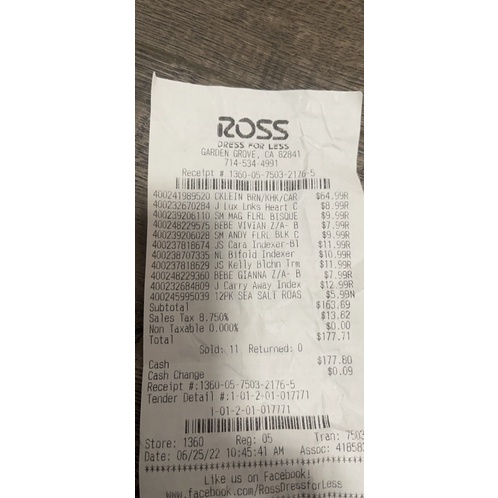 ROSS
DRESS FOR LESS
GARDEN GROVE, CA 82841
714-534-4991
Receipt # 1360-05-7503-2176-5
400241989520 CKLEIN BRN/KHK/CAR $64.99R
400232670284 J Lux Lnks Heart C $8.99R
400239206110 SM MAG FLRL BISQUE $9.99R
400248229575 BEBE VIVIAN Z/A- B $7.99R
400239206028 SM ANDY FLRL BLK C $9.99R
400237818674 JS Cara Indexer-Bl $11.99R
400238707335 NL Bifold Indexer $10.99R
400237818629 JS Kelly Blchn Trm $11.99R
400248229360 BEBE GIANNA Z/A- B $7.99R
400232684809 J Carry Away Index $12.99R
400245995039 12PK SEA SALT ROAS $5.99N
Subtotal $163.89
Sales Tax 8.750% $13.82
Non Taxable 0.000% $0.00
Total $177.71
Sold: 11 Returned: 0
Cash $177.80
Cash Change $0.09
Receipt #:1360-05-7503-2176-5
Tender Detail #:1-01-2-01-017771
1-01-2-01-017771
Store: 1360 Reg: 05 Tran: 7503
Date: 06/25/22 10:45:41 AM Assoc: 41858
Like us on Facebook!
www.facebook.com/RossDressforLess